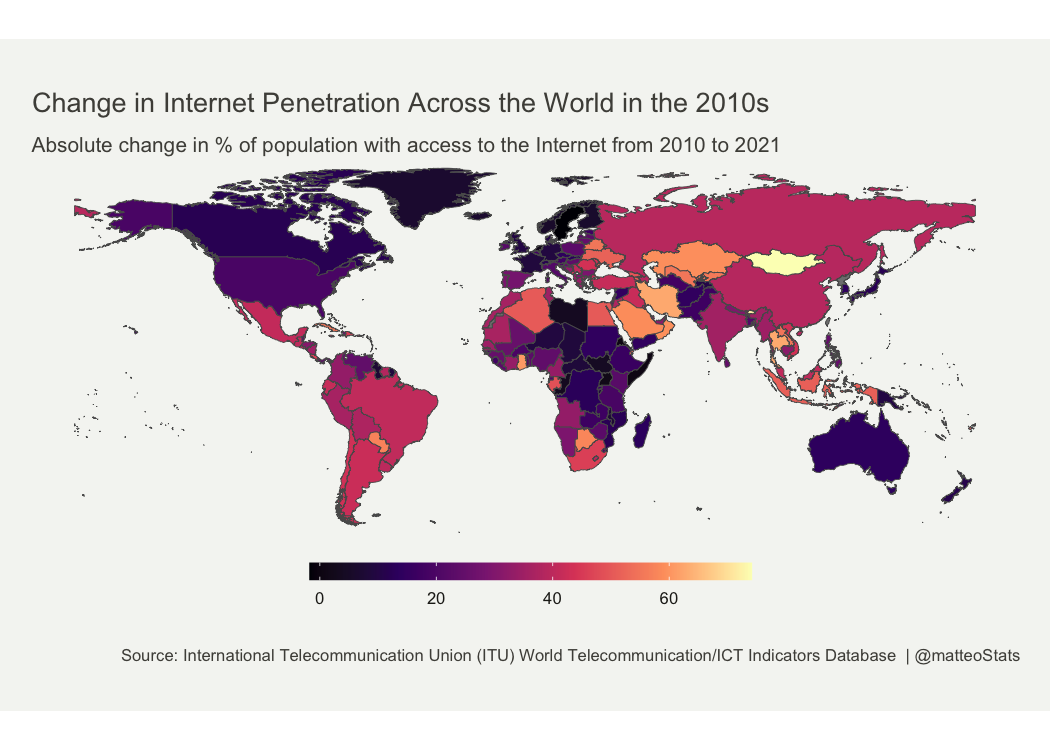 Change in Internet Penetration Across the World in the 2010s
Absolute change in % of population with access to the Internet from 2010 to 2021
0 20 40 60
Source: International Telecommunication Union (ITU) World Telecommunication/ICT Indicators Database | @matteoStats